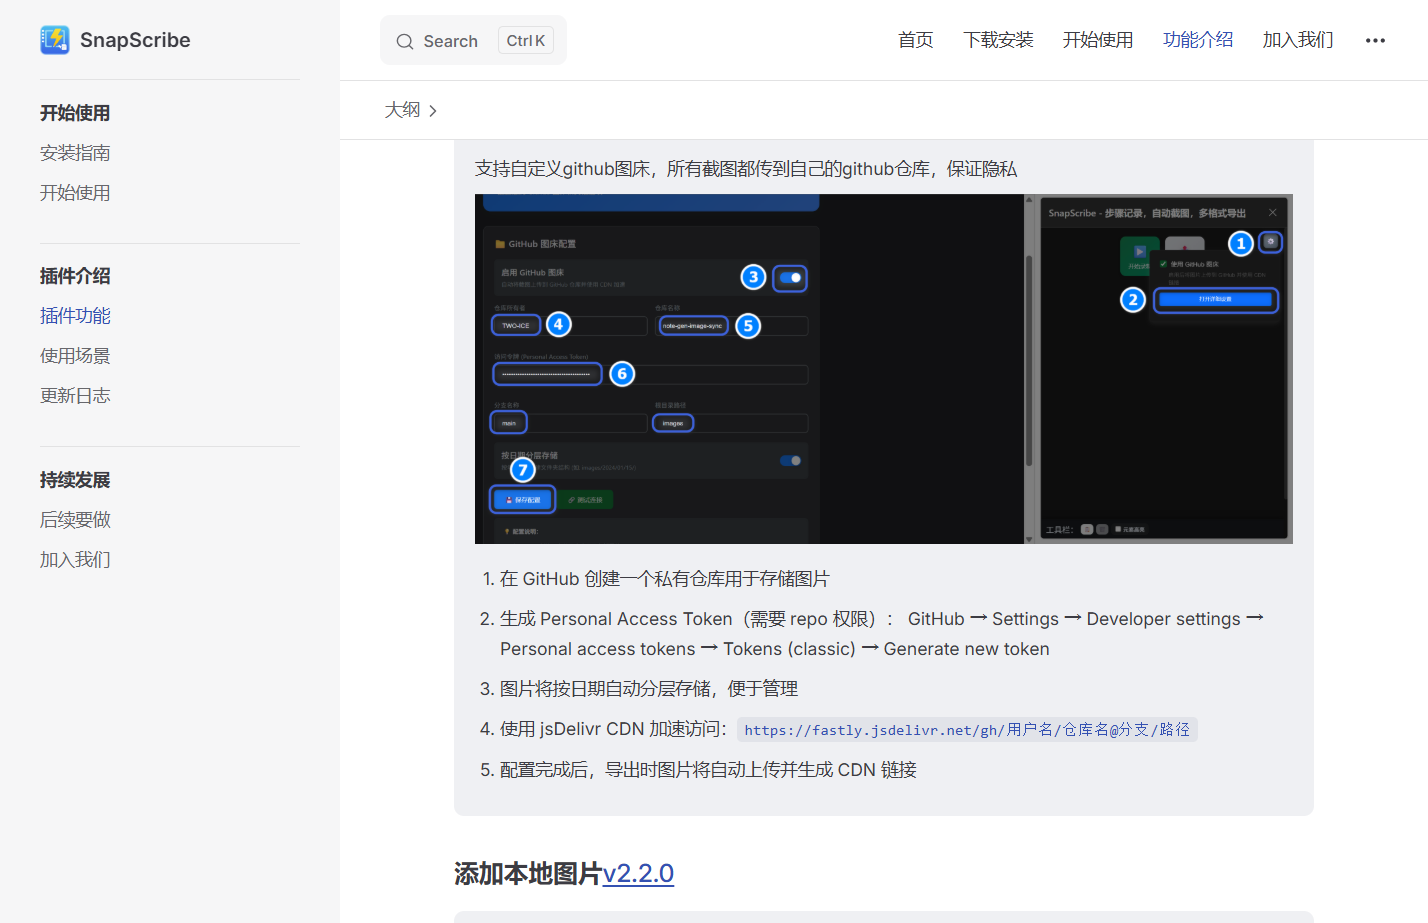 SnapScribe
Search
Ctrl K
首页
下载安装
开始使用
功能介绍
加入我们
大纲
开始使用
安装指南
开始使用
插件介绍
插件功能
使用场景
更新日志
持续发展
后续要做
加入我们
支持自定义github图床，所有截图都传到自己的github仓库，保证隐私
GitHub 图床配置
启用 GitHub 图床
3
仓库所有者
仓库名称
TWO-ICE
4
note-gen-image-sync
5
访问令牌 (Personal Access Token)
6
分支名称
main
images
按日期分层存储
7
保存配置
测试连接
配置说明:
SnapScribe - 步骤记录，自动截图，多格式导出
1
使用 GitHub 图床
2
打开详细设置
工具栏：
元素高亮
1. 在 GitHub 创建一个私有仓库用于存储图片
2. 生成 Personal Access Token（需要 repo 权限）： GitHub → Settings → Developer settings →
Personal access tokens → Tokens (classic) → Generate new token
3. 图片将按日期自动分层存储，便于管理
4. 使用 jsDelivr CDN 加速访问：https://fastly.jsdelivr.net/gh/用户名/仓库名@分支/路径
5. 配置完成后，导出时图片将自动上传并生成 CDN 链接
添加本地图片v2.2.0